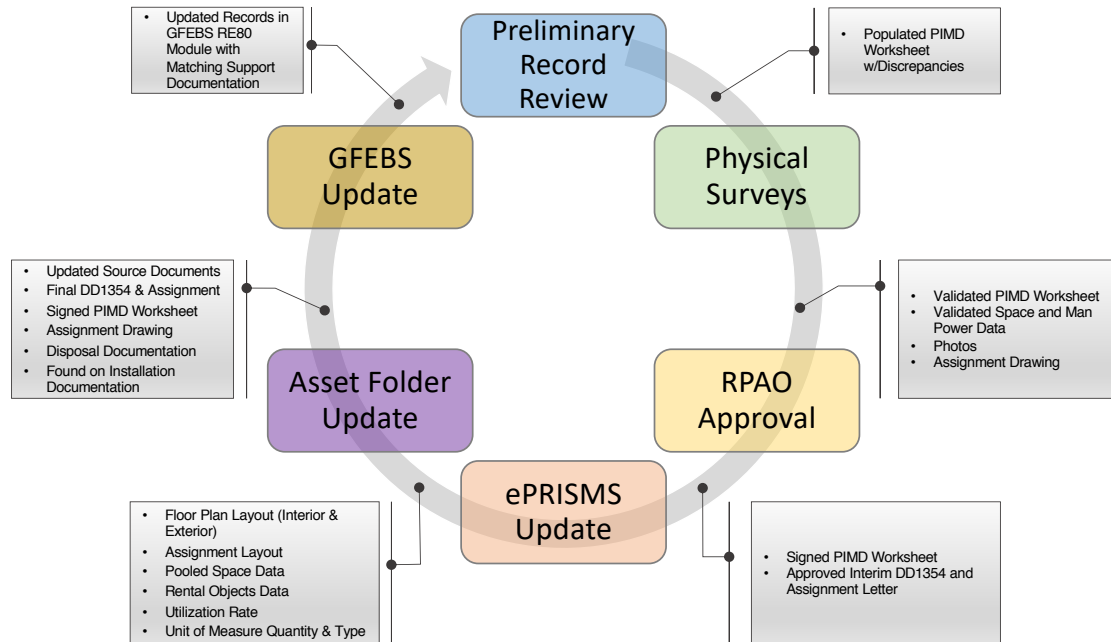 Preliminary
Record
Review
• Populated PIMD
Worksheet
w/Discrepancies
Physical
Surveys
• Validated PIMD Worksheet
• Validated Space and Man
Power Data
• Photos
• Assignment Drawing
RPAO
Approval
• Signed PIMD Worksheet
• Approved Interim DD1354 and
Assignment Letter
ePRISMS
Update
• Floor Plan Layout (Interior &
Exterior)
• Assignment Layout
• Pooled Space Data
• Rental Objects Data
• Utilization Rate
• Unit of Measure Quantity & Type
Asset Folder
Update
• Updated Source Documents
• Final DD1354 & Assignment
• Signed PIMD Worksheet
• Assignment Drawing
• Disposal Documentation
• Found on Installation
Documentation
GFEBS
Update
• Updated Records in
GFEBS RE80
Module with
Matching Support
Documentation